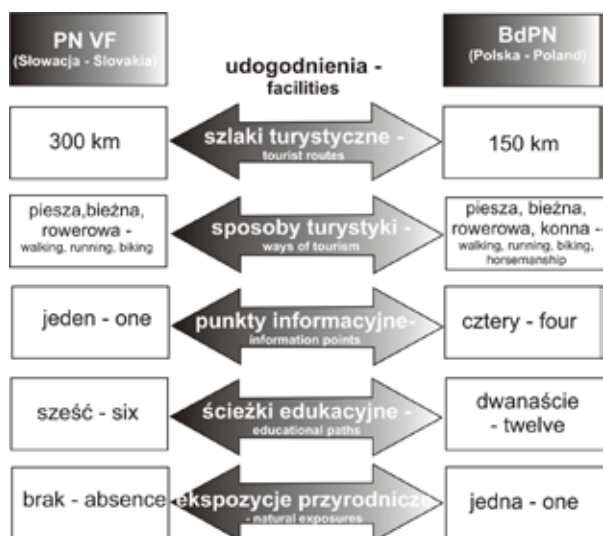 PN VF
(Słowacja - Slovakia)
BdPN
(Polska - Poland)
udogodnienia -
facilities
300 km
szlaki turystyczne -
tourist routes
150 km
piesza,bieżna,
rowerowa -
walking, running, biking
sposoby turystyki -
ways of tourism
piesza, bieżna,
rowerowa, konna -
walking, running, biking,
horsemanship
jeden - one
punkty informacyjne-
information points
cztery - four
sześć - six
ścieżki edukacyjne -
educational paths
dwanaście
- twelve
brak - absence
ekspozycje przyrodnicze
- natural exposures
jedna - one